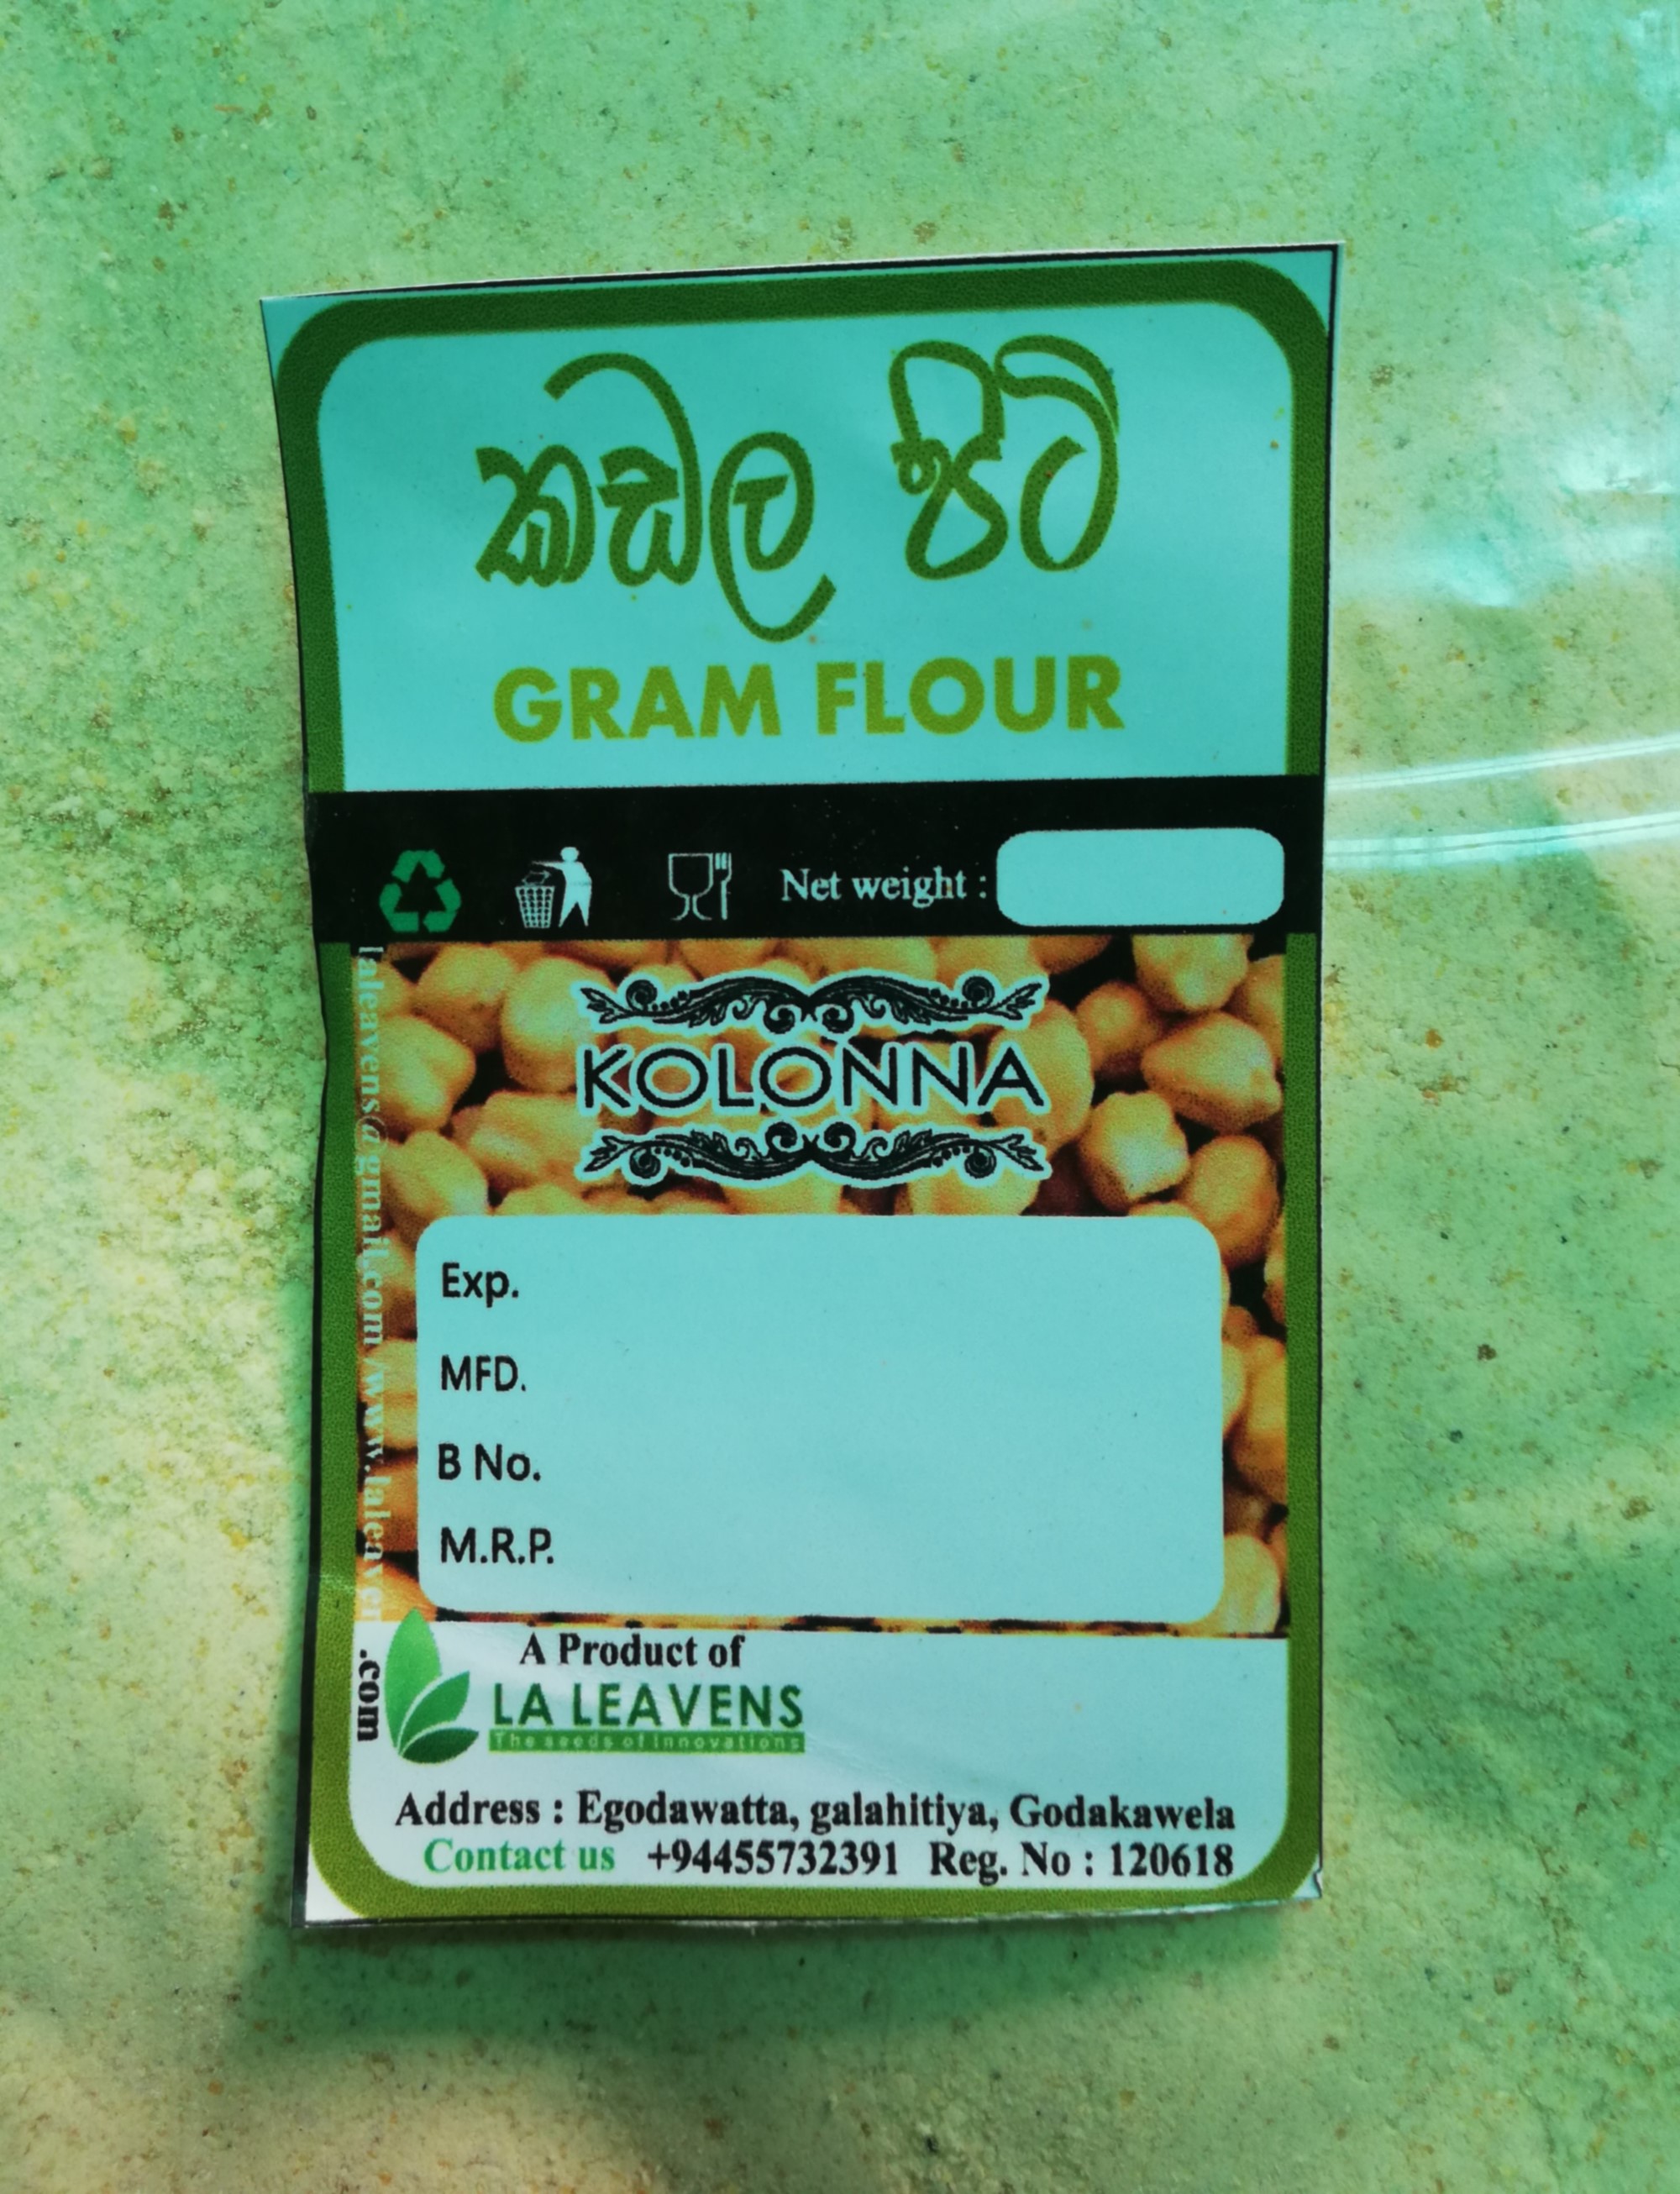 කඩල පිටි
GRAM FLOUR
Net weight :
KOLONNA
Exp.
MFD.
B No.
M.R.P.
laleavens@gmail.com /www.laleaven
.com
A Product of
LA LEAVENS
The seeds of Innovations
Address : Egodawatta, galahitiya, Godakawela
Contact us +94455732391 Reg. No : 120618